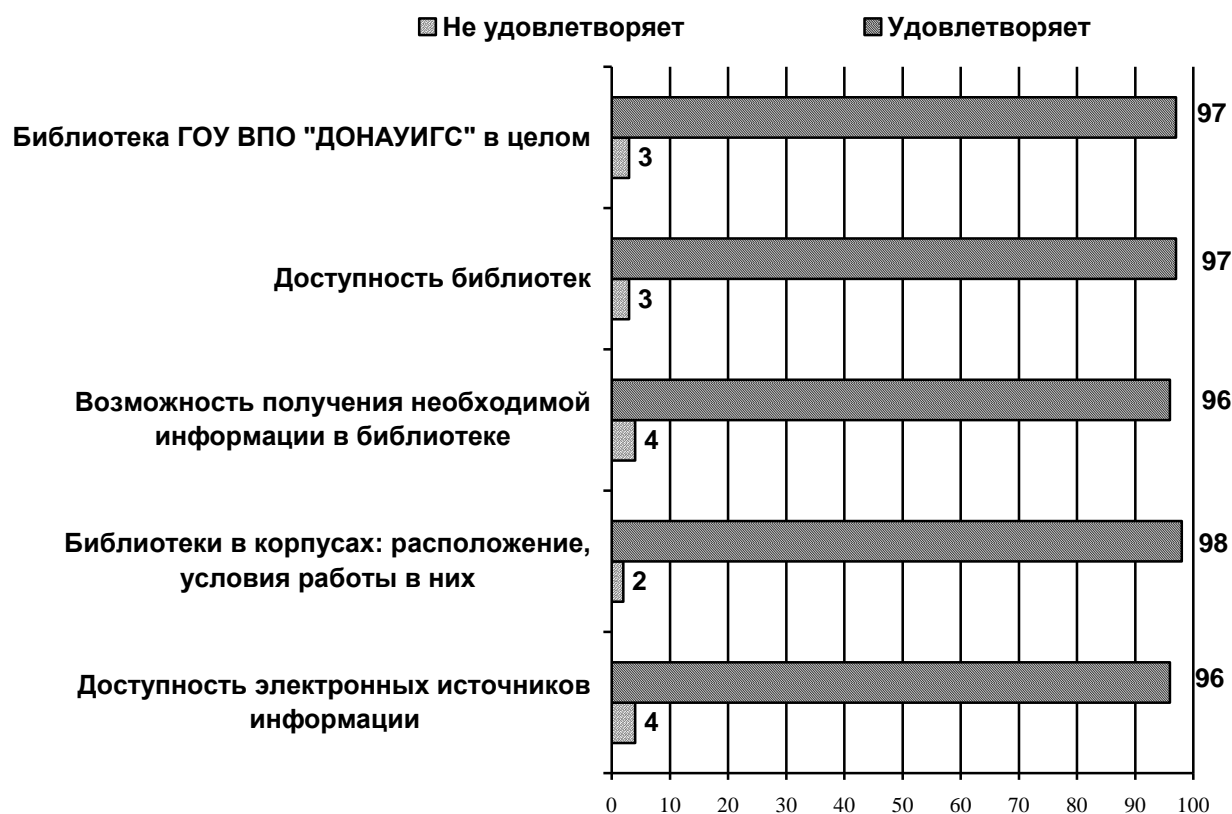 Не удовлетворяет Удовлетворяет
97
Библиотека ГОУ ВПО "ДОНАУИГС" в целом
3
97
Доступность библиотек
3
Возможность получения необходимой
96
информации в библиотеке
4
Библиотеки в корпусах: расположение,
98
условия работы в них
2
Доступность электронных источников
96
информации
4
0 10 20 30 40 50 60 70 80 90 100